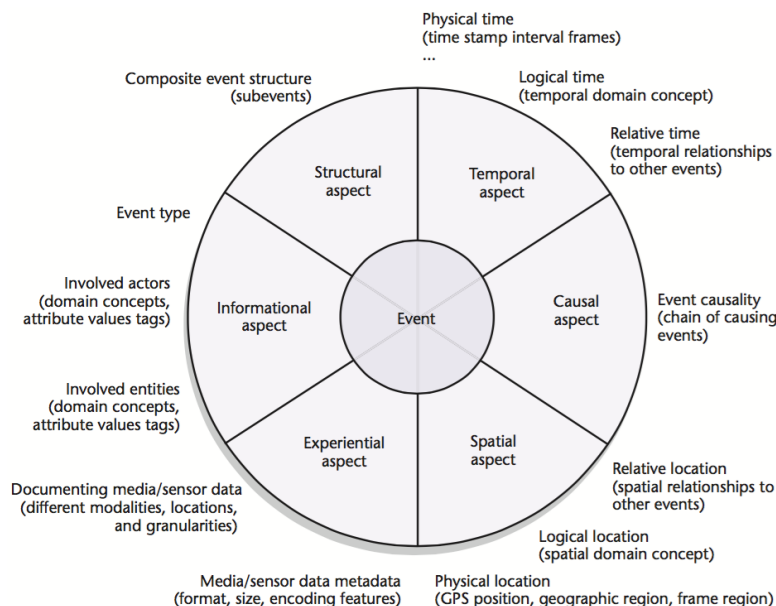 Physical time
(time stamp interval frames)
...
Logical time
(temporal domain concept)
Relative time
(temporal relationships
to other events)
Composite event structure
(subevents)
Structural
aspect
Temporal
aspect
Event type
Involved actors
(domain concepts,
attribute values tags)
Informational
aspect
Event
Causal
aspect
Event causality
(chain of causing
events)
Involved entities
(domain concepts,
attribute values tags)
Experiential
aspect
Spatial
aspect
Documenting media/sensor data
(different modalities, locations,
and granularities)
Relative location
(spatial relationships to
other events)
Logical location
(spatial domain concept)
Media/sensor data metadata
(format, size, encoding features)
Physical location
(GPS position, geographic region, frame region)